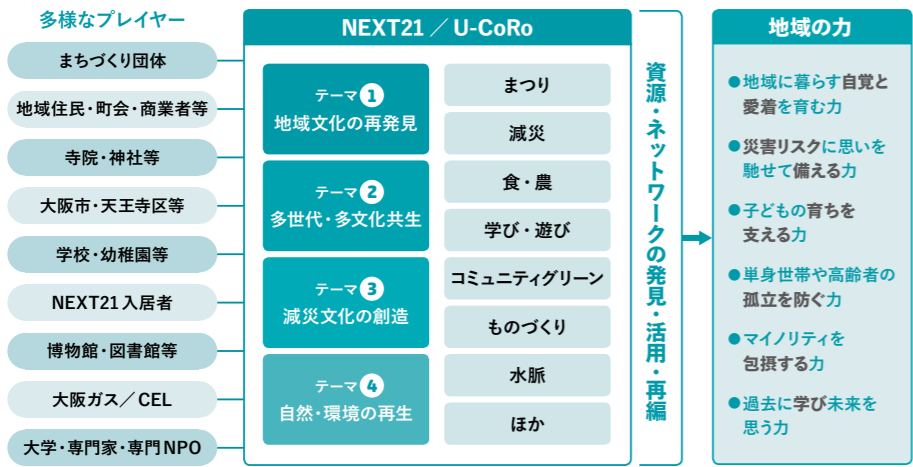 多様なプレイヤー
まちづくり団体
地域住民・町会・商業者等
寺院・神社等
大阪市・天王寺区等
学校・幼稚園等
NEXT21入居者
博物館・図書館等
大阪ガス／CEL
大学・専門家・専門NPO
NEXT21 ／ U-CoRo
テーマ❶
地域文化の再発見
テーマ❷
多世代・多文化共生
テーマ❸
減災文化の創造
テーマ❹
自然・環境の再生
まつり
減災
食・農
学び・遊び
コミュニティグリーン
ものづくり
水脈
ほか
資源・ネットワークの発見・活用・再編
地域の力
●地域に暮らす自覚と
愛着を育む力
●災害リスクに思いを
馳せて備える力
●子どもの育ちを
支える力
●単身世帯や高齢者の
孤立を防ぐ力
●マイノリティを
包摂する力
●過去に学び未来を
思う力